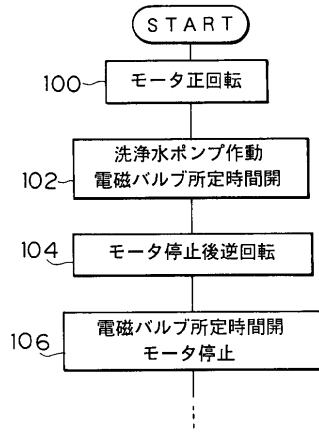 START
100
モータ正回転
洗浄水ポンプ作動
102
電磁バルブ所定時間開
104
モータ停止後逆回転
電磁バルブ所定時間開
106
モータ停止